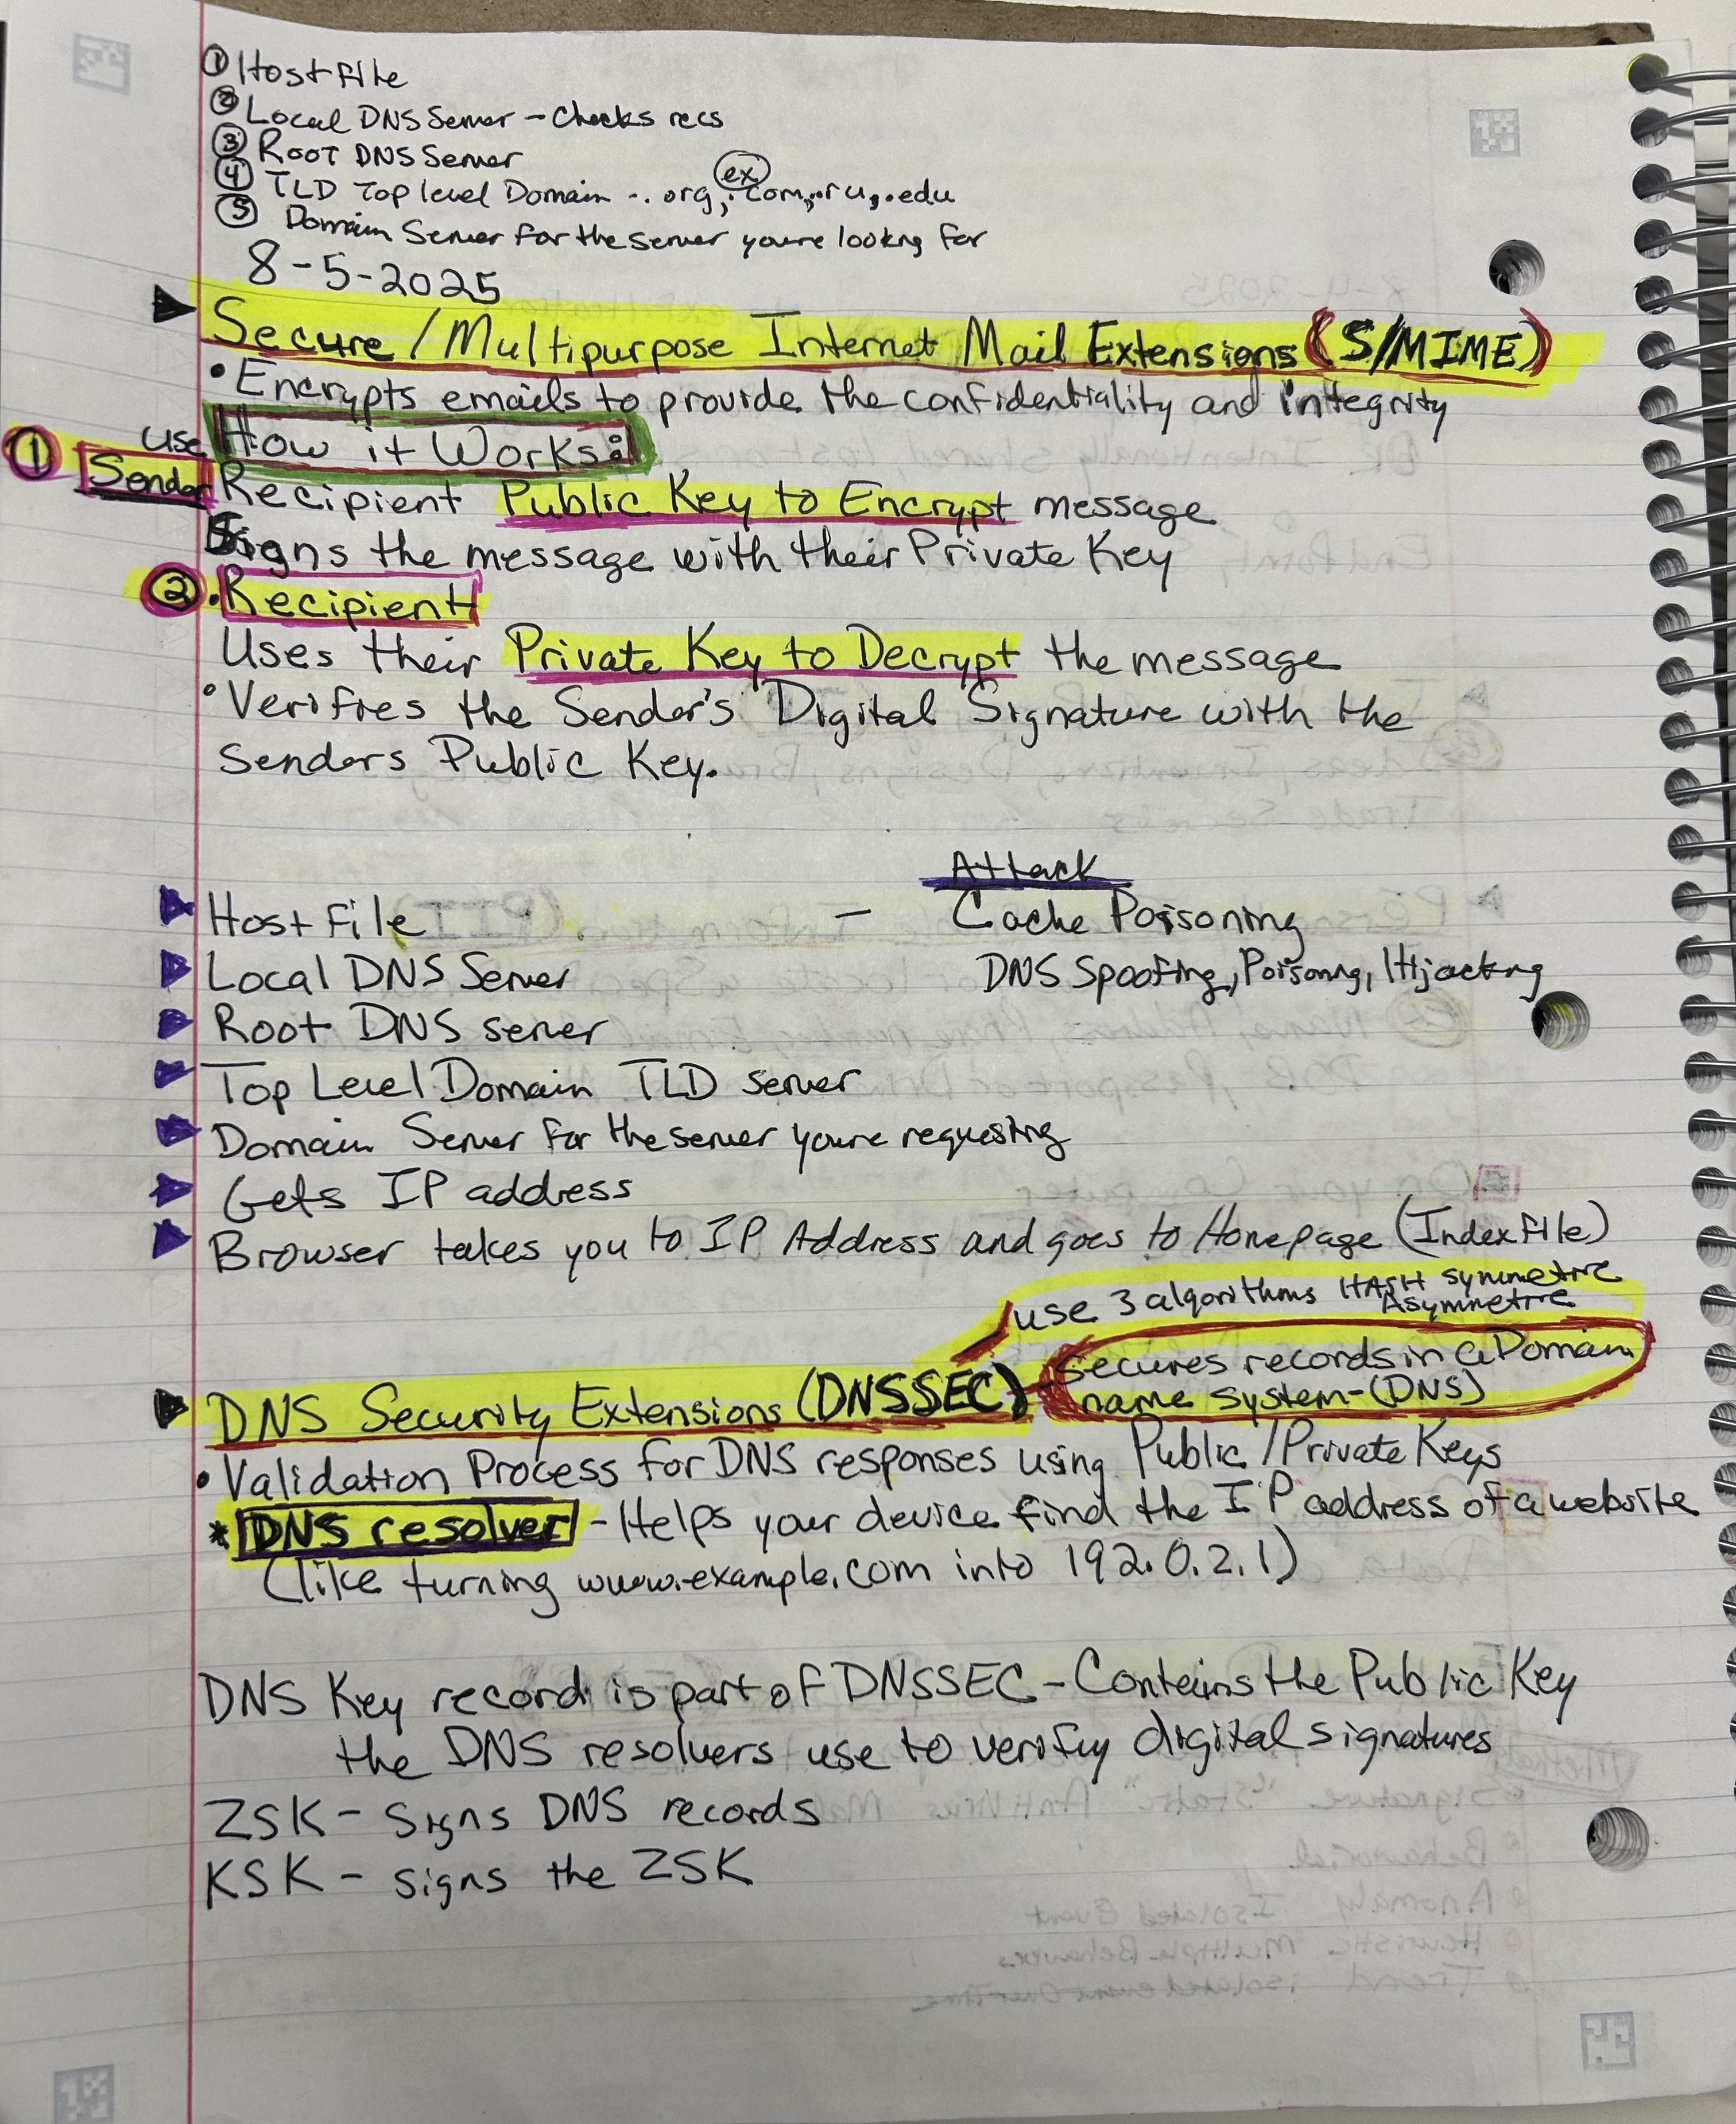 ① Host File
② Local DNS Server - Checks recs
③ Root DNS Server
④ TLD Top level Domain -. org, .com, .ru, .edu
ex
⑤ Domain Server for the server youre looking for
8-5-2025
Secure/Multipurpose Internet Mail Extensions (S/MIME)
• Encrypts emails to provide the confidentiality and integrity
How it Works:
① Sender use Recipient Public Key to Encrypt message
Signs the message with their Private Key
② • Recipient
Uses their Private Key to Decrypt the message
• Verifies the Sender's Digital Signature with the
Senders Public Key.
Attack
Host File - Cache Poisoning
Local DNS Server DNS Spoofing, Poisoning, Hijacking
Root DNS server
Top Level Domain TLD server
Domain Server for the server youre requesting
Gets IP address
Browser takes you to IP Address and goes to Homepage (Index File)
use 3 algorithms HASH symmetric
Asymmetric
DNS Security Extensions (DNSSEC) - secures records in a Domain
name system-(DNS)
• Validation Process for DNS responses using Public/Private Keys
* DNS resolver - Helps your device find the IP address of a website
(like turning www.example.com into 192.0.2.1)
DNS Key record is part of DNSSEC - Contains the Public Key
the DNS resolvers use to verify digital signatures
ZSK - Signs DNS records
KSK - signs the ZSK